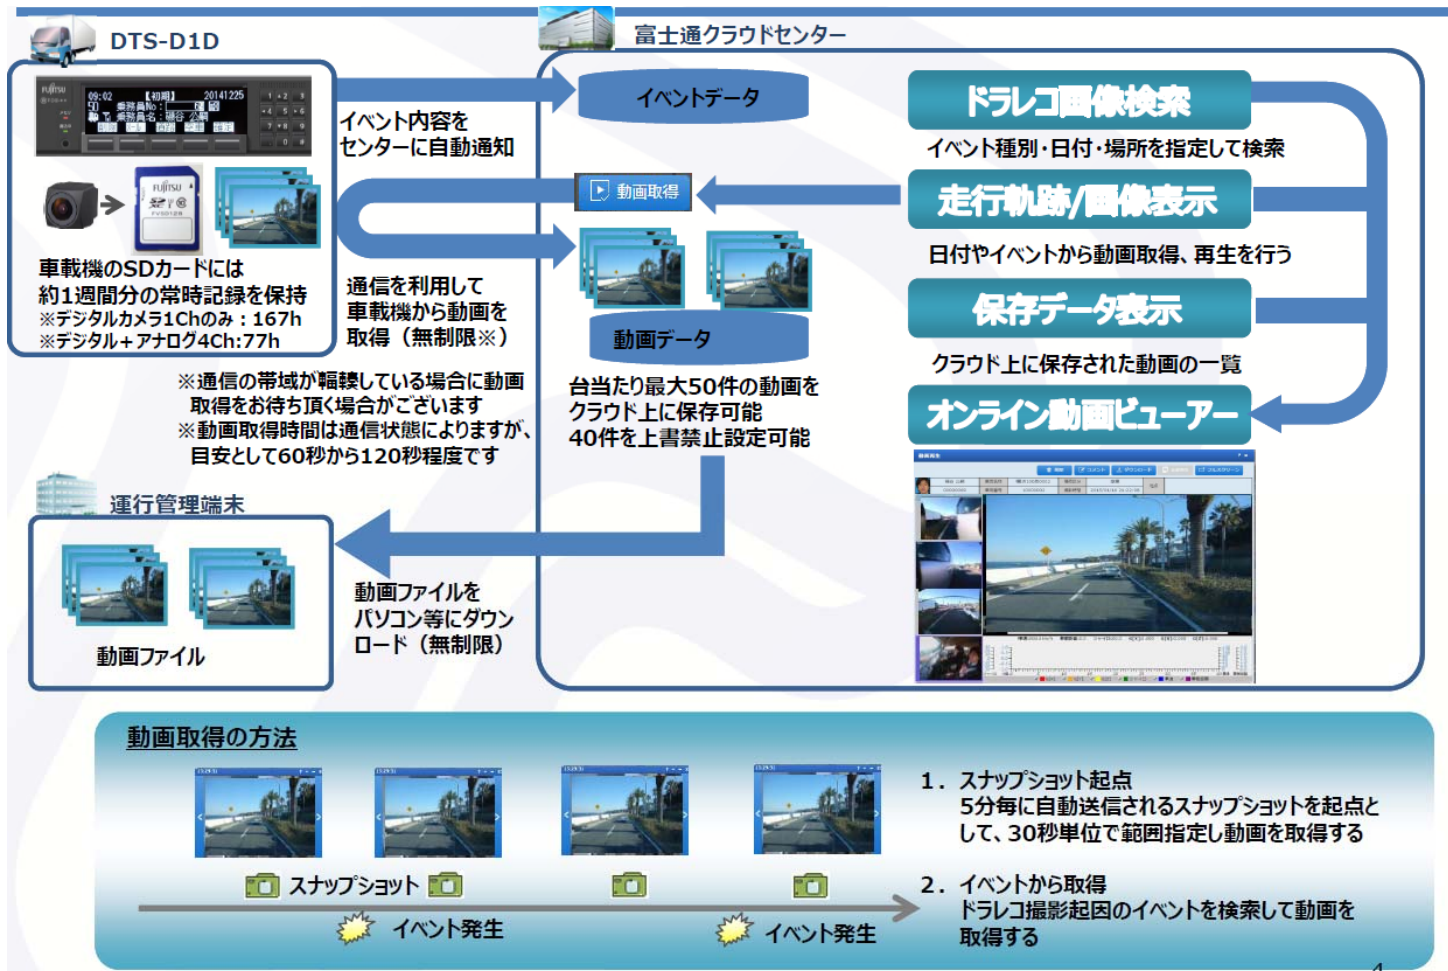 DTS-D1D
富士通クラウドセンター
FUJITSU
09:02 【初期】 20141225
乗務員No:
乗務員名:磯谷 公嗣
イベント内容を
センターに自動通知
FUJITSU
車載機のSDカードには
約1週間分の常時記録を保持
※デジタルカメラ1Chのみ：167h
※デジタル＋アナログ4Ch:77h
イベントデータ
動画取得
通信を利用して
車載機から動画を
取得（無制限※）
動画データ
台当たり最大50件の動画を
クラウド上に保存可能
40件を上書禁止設定可能
ドラレコ画像検索
イベント種別・日付・場所を指定して検索
走行軌跡/画像表示
日付やイベントから動画取得、再生を行う
保存データ表示
クラウド上に保存された動画の一覧
オンライン動画ビューアー
※通信の帯域が輻輳している場合に動画
取得をお待ち頂く場合がございます
※動画取得時間は通信状態によりますが、
目安として60秒から120秒程度です
運行管理端末
動画ファイル
動画ファイルを
パソコン等にダウン
ロード（無制限）
動画取得の方法
スナップショット
イベント発生
イベント発生
1．スナップショット起点
5分毎に自動送信されるスナップショットを起点と
して、30秒単位で範囲指定し動画を取得する
2．イベントから取得
ドラレコ撮影起因のイベントを検索して動画を
取得する
4